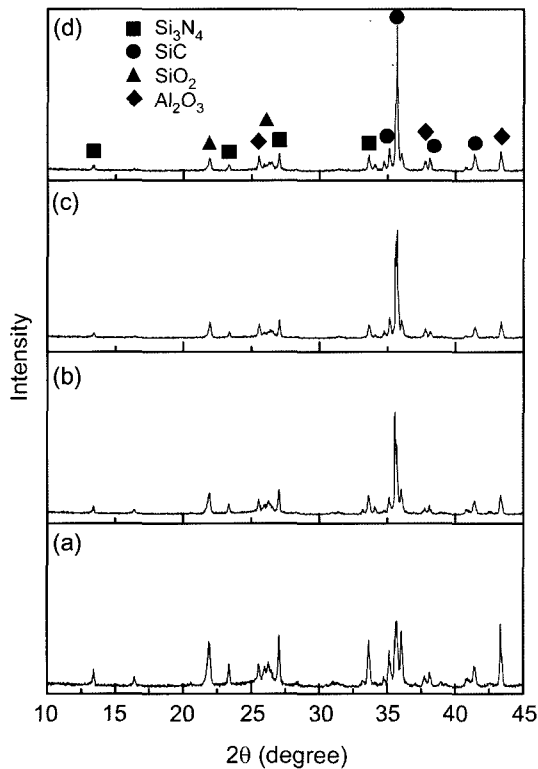 (d)
Si₃N₄
SiC
SiO₂
Al₂O₃
(c)
(b)
(a)
Intensity
10 15 20 25 30 35 40 45
2θ (degree)